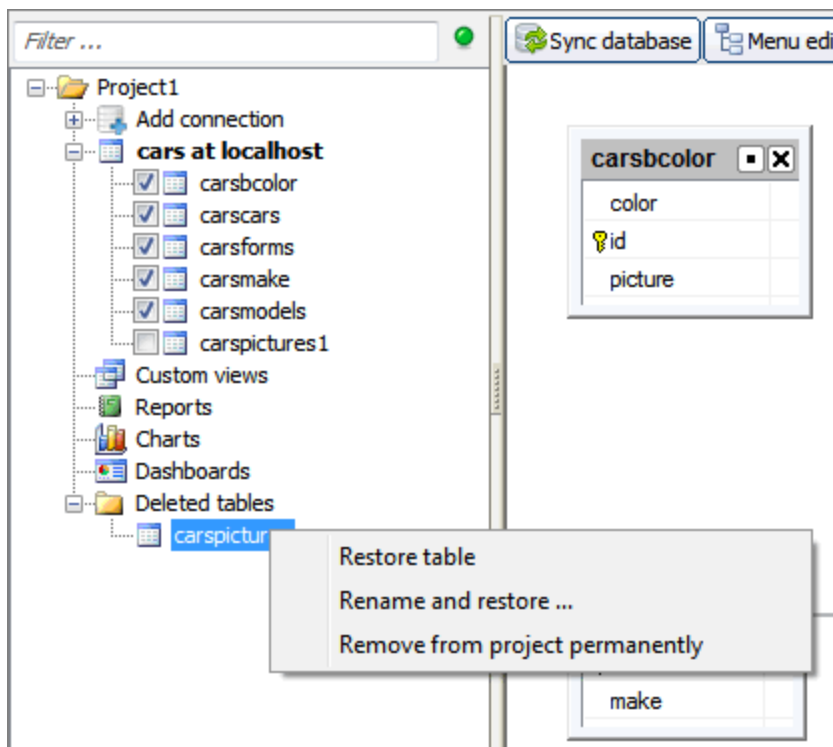 Filter ...
Sync database
Menu edi
Project1
Add connection
cars at localhost
carsbcolor
carscars
carsforms
carsmake
carsmodels
carspictures1
Custom views
Reports
Charts
Dashboards
Deleted tables
carspictur
carsbcolor
color
id
picture
Restore table
Rename and restore ...
Remove from project permanently
make